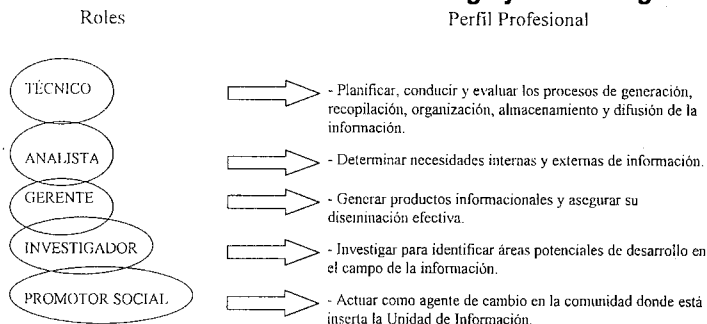 Roles
Perfil Profesional
TÉCNICO
- Planificar, conducir y evaluar los procesos de generación,
recopilación, organización, almacenamiento y difusión de la
información.
ANALISTA
- Determinar necesidades internas y externas de información.
GERENTE
- Generar productos informacionales y asegurar su
diseminación efectiva.
INVESTIGADOR
- Investigar para identificar áreas potenciales de desarrollo en
el campo de la información.
PROMOTOR SOCIAL
- Actuar como agente de cambio en la comunidad donde está
inserta la Unidad de Información.